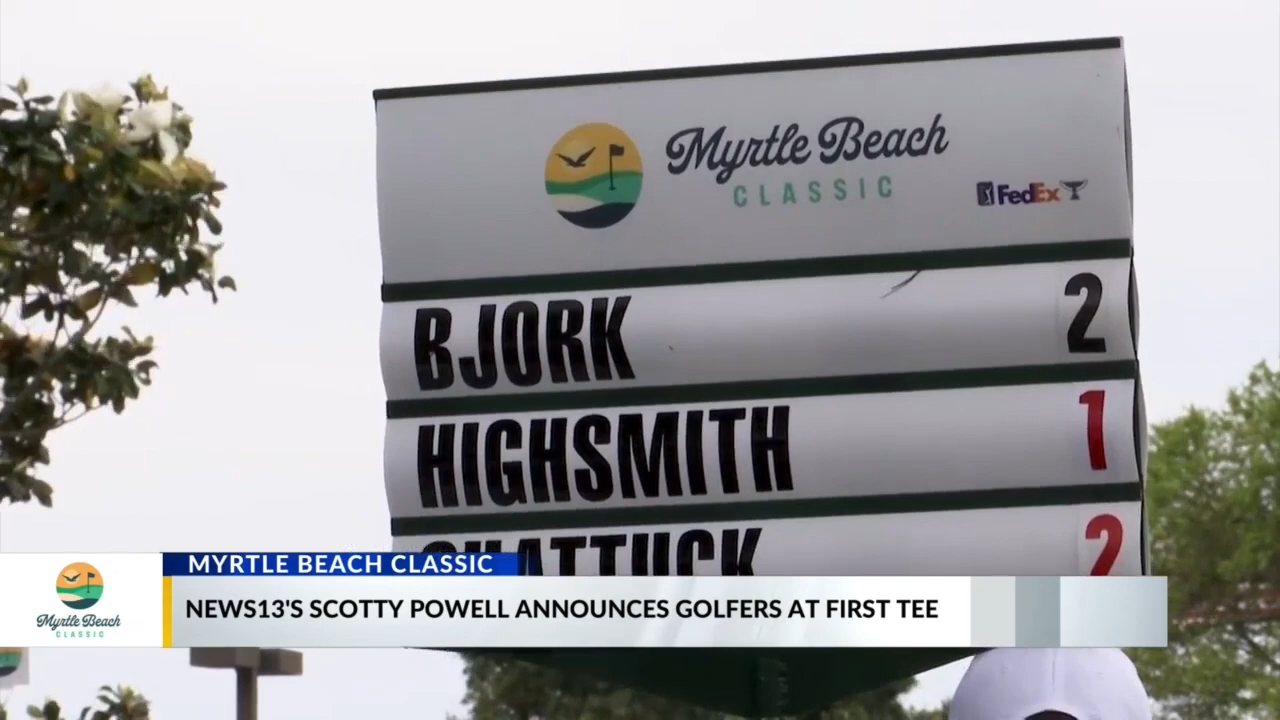 Myrtle Beach
CLASSIC
FedEx
BJORK 2
HIGHSMITH 1
SHATTUCK 2
MYRTLE BEACH CLASSIC
NEWS13'S SCOTTY POWELL ANNOUNCES GOLFERS AT FIRST TEE
Myrtle Beach
CLASSIC